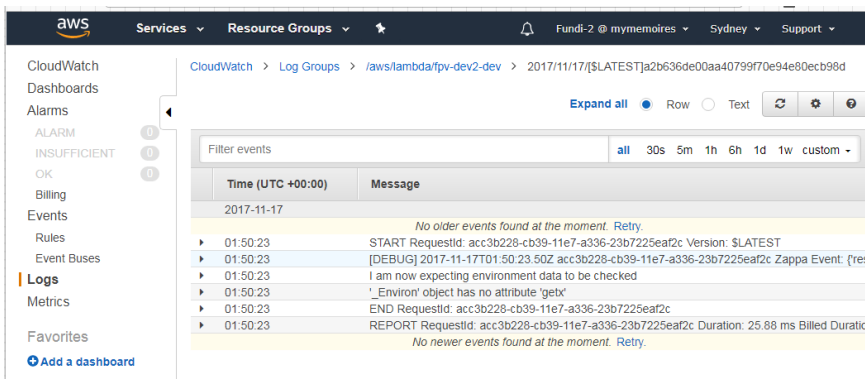 aws Services Resource Groups Fundi-2 @ mymemoires Sydney Support
CloudWatch
Dashboards
Alarms
ALARM 0
INSUFFICIENT 0
OK 0
Billing
Events
Rules
Event Buses
Logs
Metrics
Favorites
Add a dashboard
CloudWatch > Log Groups > /aws/lambda/fpv-dev2-dev > 2017/11/17/[$LATEST]a2b636de00aa40799f70e94e80ecb98d
Expand all Row Text
Filter events all 30s 5m 1h 6h 1d 1w custom
Time (UTC +00:00) Message
2017-11-17
No older events found at the moment. Retry.
01:50:23 START RequestId: acc3b228-cb39-11e7-a336-23b7225eaf2c Version: $LATEST
01:50:23 [DEBUG] 2017-11-17T01:50:23.50Z acc3b228-cb39-11e7-a336-23b7225eaf2c Zappa Event: {'res
01:50:23 I am now expecting environment data to be checked
01:50:23 '_Environ' object has no attribute 'getx'
01:50:23 END RequestId: acc3b228-cb39-11e7-a336-23b7225eaf2c
01:50:23 REPORT RequestId: acc3b228-cb39-11e7-a336-23b7225eaf2c Duration: 25.88 ms Billed Duratio
No newer events found at the moment. Retry.